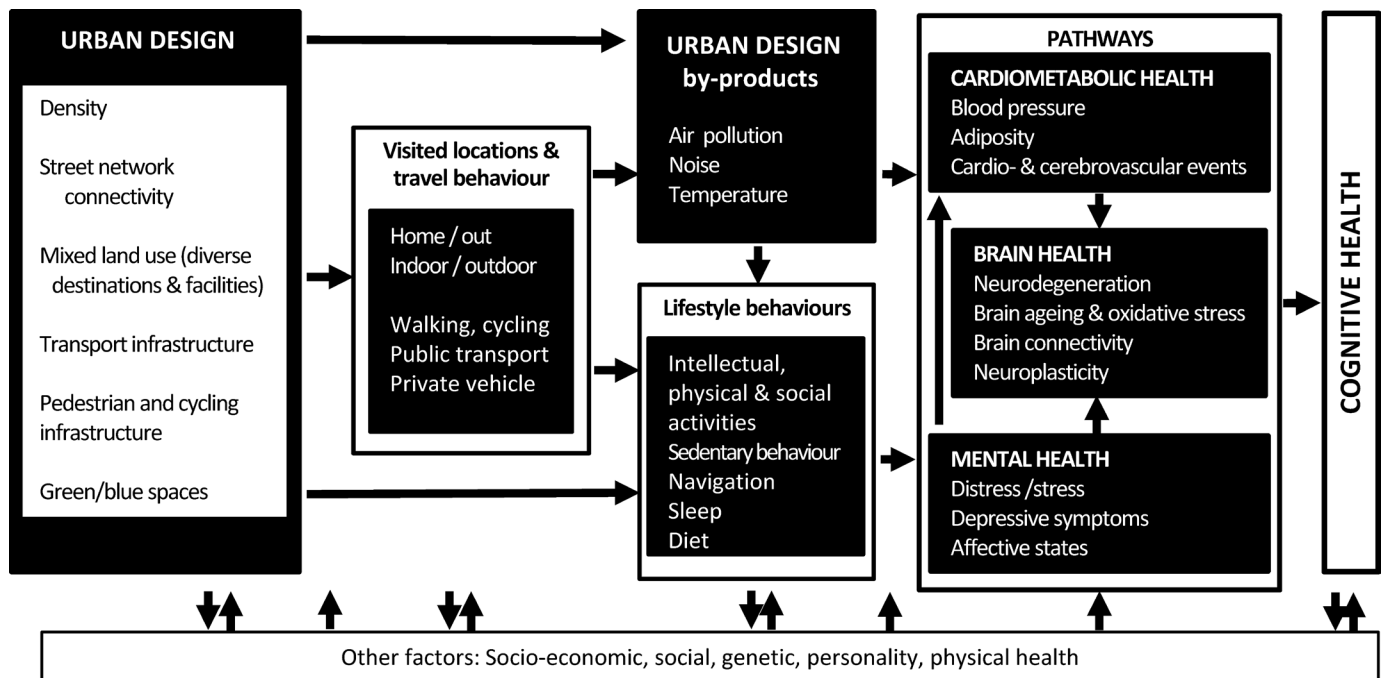 URBAN DESIGN
Density
Street network
connectivity
Mixed land use (diverse
destinations & facilities)
Transport infrastructure
Pedestrian and cycling
infrastructure
Green/blue spaces
Visited locations &
travel behaviour
Home / out
Indoor / outdoor
Walking, cycling
Public transport
Private vehicle
URBAN DESIGN
by-products
Air pollution
Noise
Temperature
Lifestyle behaviours
Intellectual,
physical & social
activities
Sedentary behaviour
Navigation
Sleep
Diet
PATHWAYS
CARDIOMETABOLIC HEALTH
Blood pressure
Adiposity
Cardio- & cerebrovascular events
BRAIN HEALTH
Neurodegeneration
Brain ageing & oxidative stress
Brain connectivity
Neuroplasticity
MENTAL HEALTH
Distress /stress
Depressive symptoms
Affective states
COGNITIVE HEALTH
Other factors: Socio-economic, social, genetic, personality, physical health